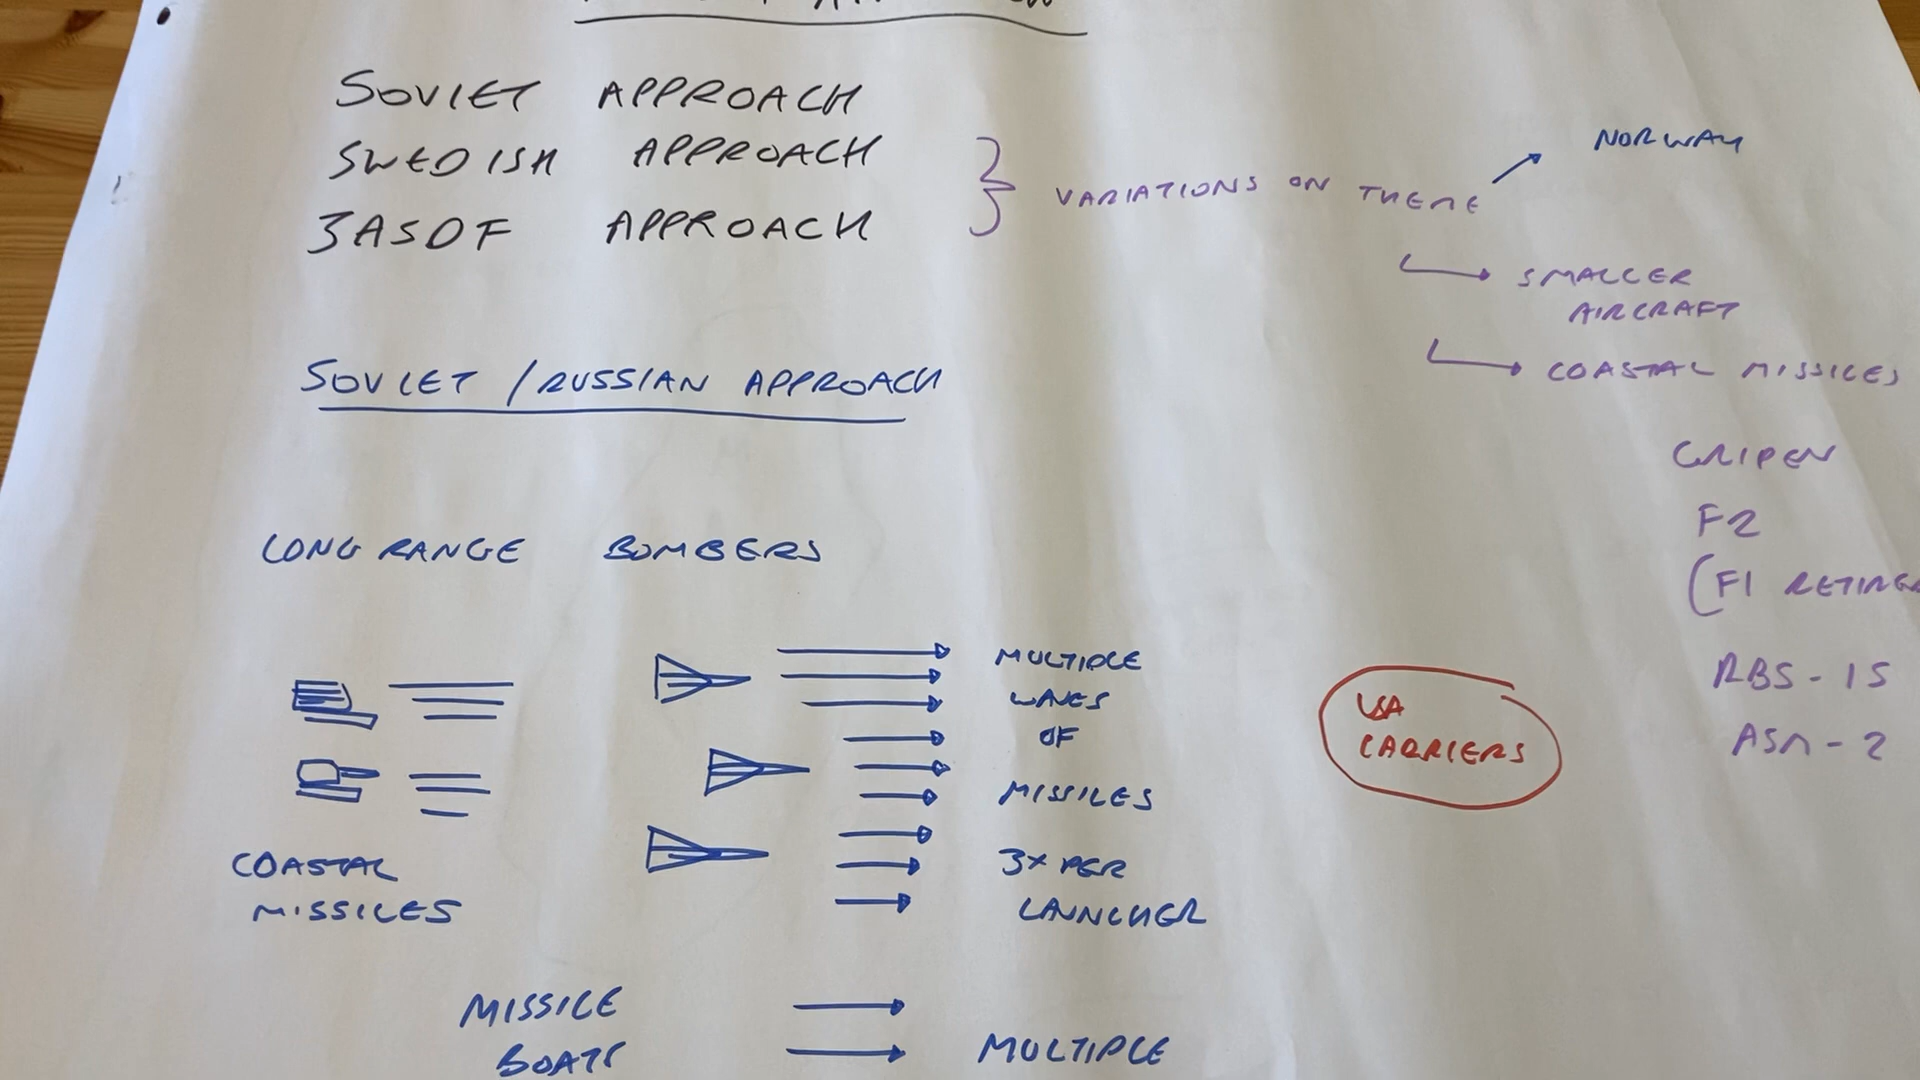 SOVIET APPROACH
SWEDISH APPROACH
JASDF APPROACH
VARIATIONS ON THEME
NORWAY
SMALLER
AIRCRAFT
COASTAL MISSILES
SOVIET / RUSSIAN APPROACH
GRIPEN
F2
(F1 RETIRED
RBS-15
ASM-2
LONG RANGE BOMBERS
MULTIPLE
WAVES
OF
MISSILES
3X PER
LAUNCHER
USA
CARRIERS
COASTAL
MISSILES
MISSILE
BOATS
MULTIPLE